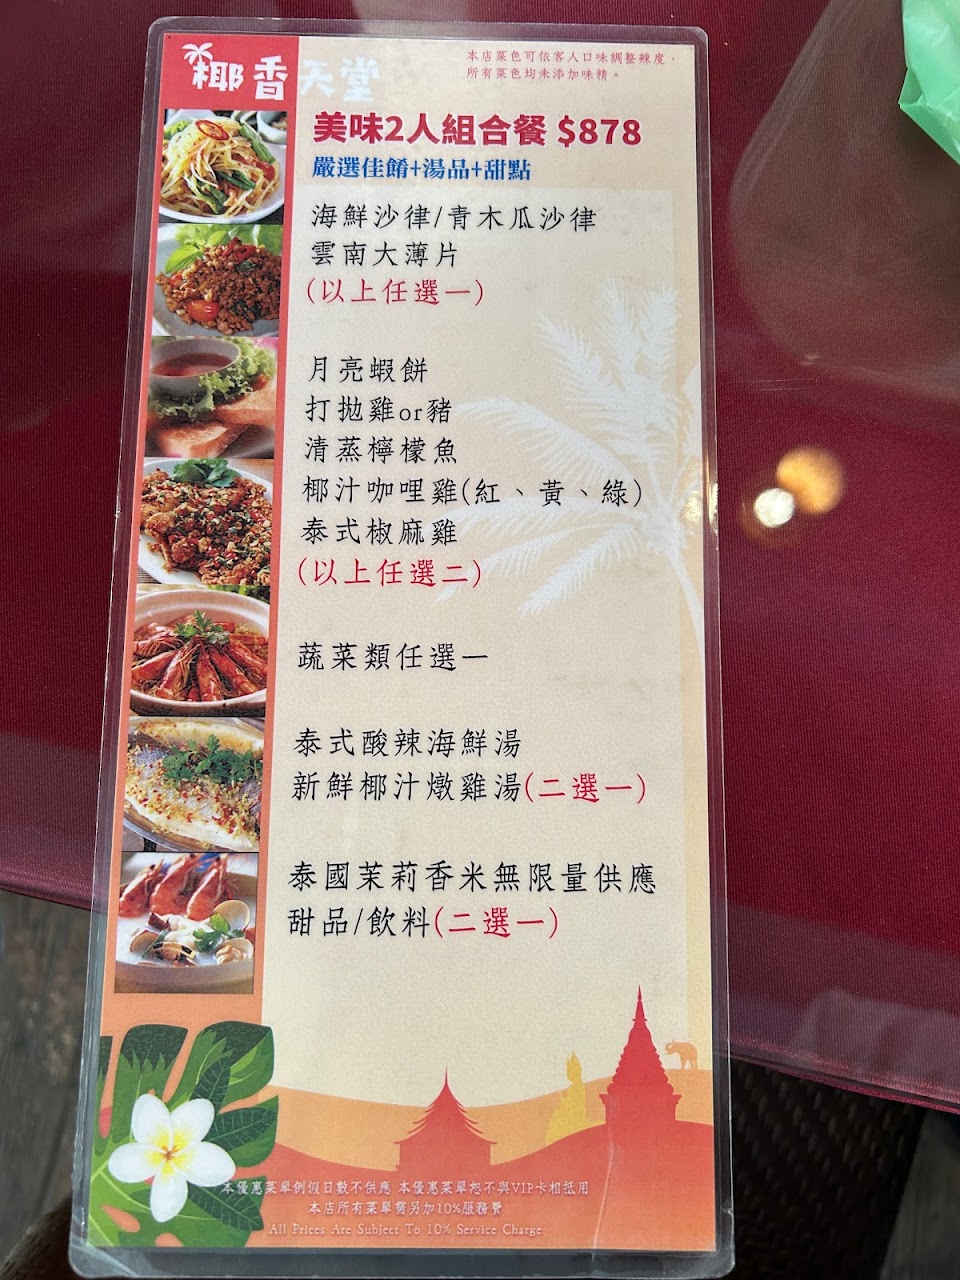 椰香天堂
本店菜色可依客人口味調整辣度,
所有菜色均未添加味精。
美味2人組合餐 $878
嚴選佳餚+湯品+甜點
海鮮沙律/青木瓜沙律
雲南大薄片
(以上任選一)
月亮蝦餅
打拋雞or豬
清蒸檸檬魚
椰汁咖哩雞(紅、黃、綠)
泰式椒麻雞
(以上任選二)
蔬菜類任選一
泰式酸辣海鮮湯
新鮮椰汁燉雞湯(二選一)
泰國茉莉香米無限量供應
甜品/飲料(二選一)
本優惠菜單例假日歉不供應 本優惠菜單恕不與VIP卡相抵用
本店所有菜單需另加10%服務費
All Prices Are Subject To 10% Service Charge